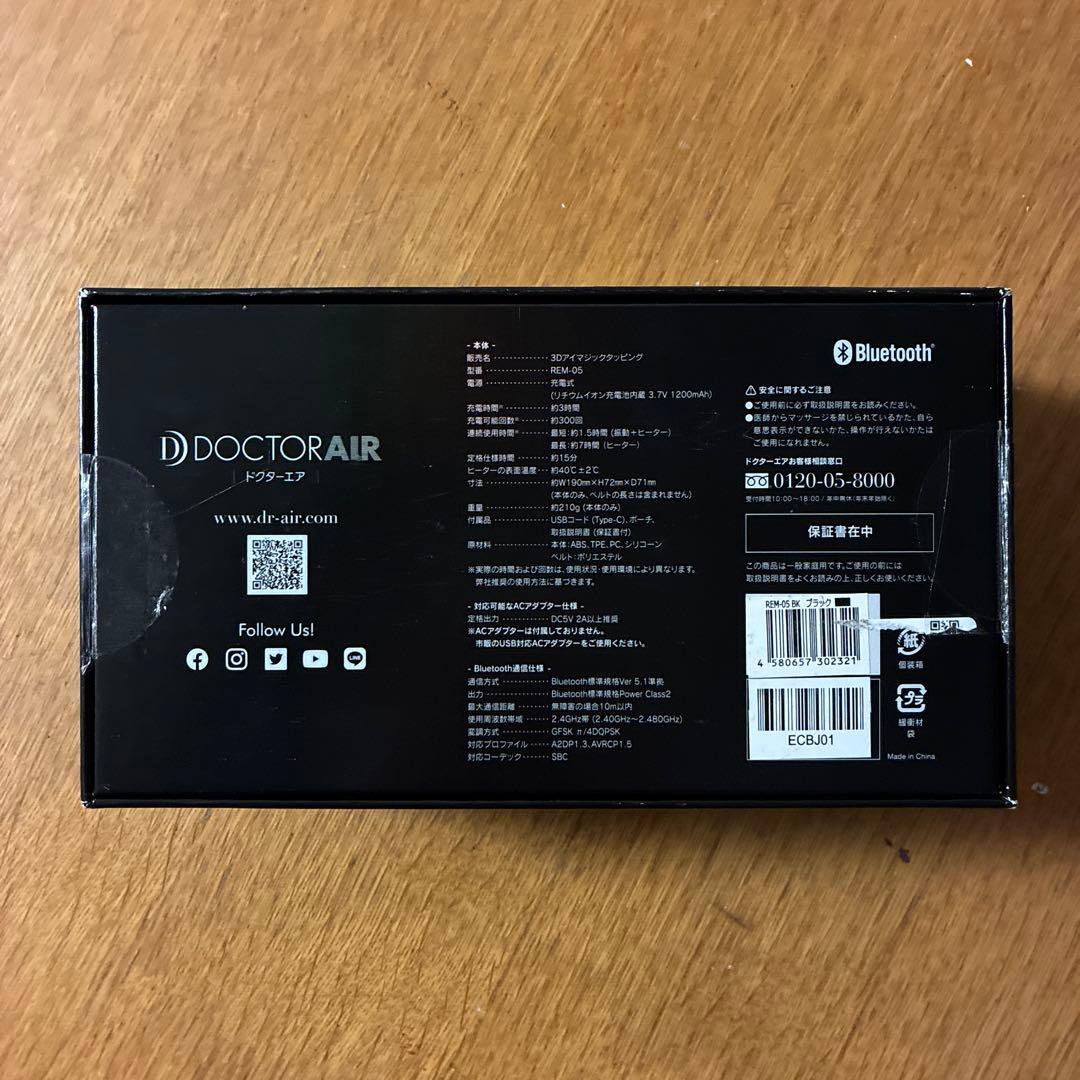 DOCTORAIR
ドクターエア
www.dr-air.com
Follow Us!
LINE
- 本体 -
販売名 ・・・・・・・・・・・・・・ 3Dアイマジックタッピング
型番 ・・・・・・・・・・・・・・・・ REM-05
電源 ・・・・・・・・・・・・・・・・ 充電式
(リチウムイオン充電池内蔵 3.7V 1200mAh)
充電時間※ ・・・・・・・・・・・ 約3時間
充電可能回数※ ・・・・・・ 約300回
連続使用時間※ ・・・・・・ 最短:約1.5時間 (振動+ヒーター)
最長:約7時間 (ヒーター)
定格仕様時間 ・・・・・・・ 約15分
ヒーターの表面温度・・・ 約40℃±2℃
寸法 ・・・・・・・・・・・・・・・・ 約W190mm×H72mm×D71mm
(本体のみ、ベルトの長さは含まれません)
重量 ・・・・・・・・・・・・・・・・ 約210g (本体のみ)
付属品 ・・・・・・・・・・・・・・ USBコード (Type-C)、ポーチ、
取扱説明書 (保証書付)
原材料 ・・・・・・・・・・・・・・ 本体:ABS、TPE、PC、シリコーン
ベルト:ポリエステル
※実際の時間および回数は、使用状況・使用環境により異なります。
弊社推奨の使用方法に基づきます。
- 対応可能なACアダプター仕様 -
定格出力 ・・・・・・・・・・・・ DC5V 2A以上推奨
※ACアダプターは付属しておりません。
市販のUSB対応ACアダプターをご使用ください。
- Bluetooth通信仕様 -
通信方式 ・・・・・・・・・・・・ Bluetooth標準規格Ver 5.1準拠
出力 ・・・・・・・・・・・・・・・・ Bluetooth標準規格Power Class2
最大通信距離 ・・・・・・・ 無障害の場合10m以内
使用周波数帯域 ・・・・・ 2.4GHz帯 (2.40GHz~2.480GHz)
変調方式 ・・・・・・・・・・・・ GFSK π/4DQPSK
対応プロファイル ・・・・ A2DP1.3、AVRCP1.5
対応コーデック・・・・・・・ SBC
Bluetooth®
⚠ 安全に関するご注意
●ご使用前に必ず取扱説明書をお読みください。
●医師からマッサージを禁じられているかた、自ら
意思表示ができないかた、操作が行えないかたは
ご使用になれません。
ドクターエアお客様相談窓口
0120-05-8000
受付時間10:00~18:00 / 年中無休(年末年始除く)
保証書在中
この商品は一般家庭用です。ご使用の前には
取扱説明書をよくお読みの上、正しくお使いください。
REM-05 BK ブラック
4 580657 302321
紙
個装箱
ECBJ01
プラ
緩衝材
袋
Made in China